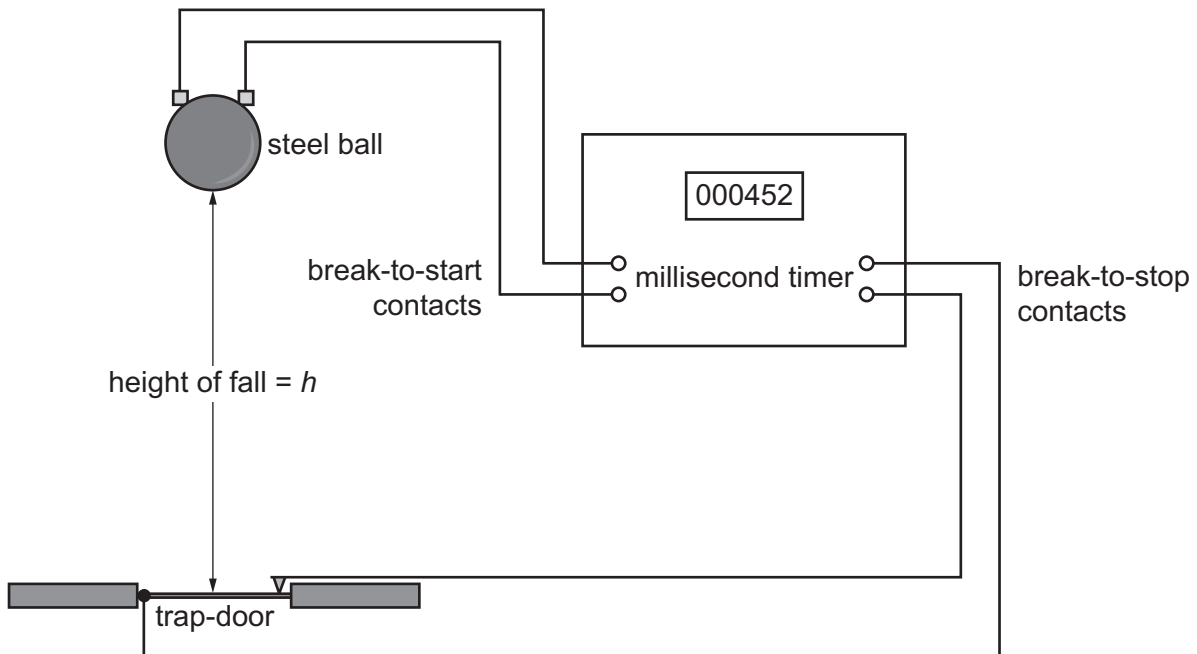 steel ball
000452
break-to-start
contacts
millisecond timer
break-to-stop
contacts
height of fall = h
trap-door